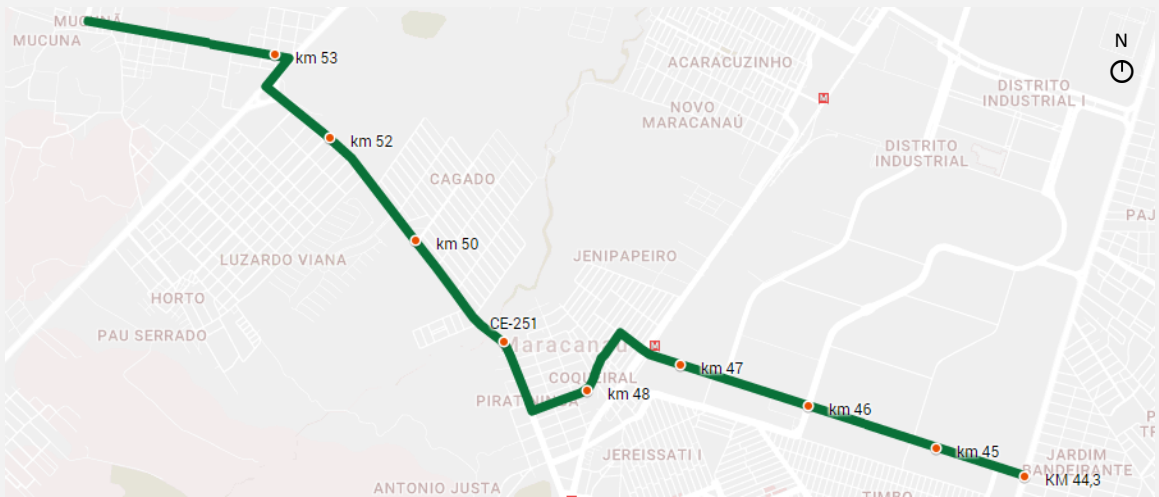 MUCUNÃ
MUCUNA
km 53
N
ACARACUZINHO
DISTRITO
INDUSTRIAL I
M
NOVO
MARACANAÚ
km 52
DISTRITO
INDUSTRIAL
CAGADO
PAJ
km 50
LUZARDO VIANA
JENIPAPEIRO
HORTO
CE-251
PAU SERRADO
Maracanaú
M
km 47
COQUEIRAL
km 48
PIRATININGA
km 46
JEREISSATI I
km 45
JARDIM
BANDEIRANTE
KM 44,3
ANTONIO JUSTA
TIMBO